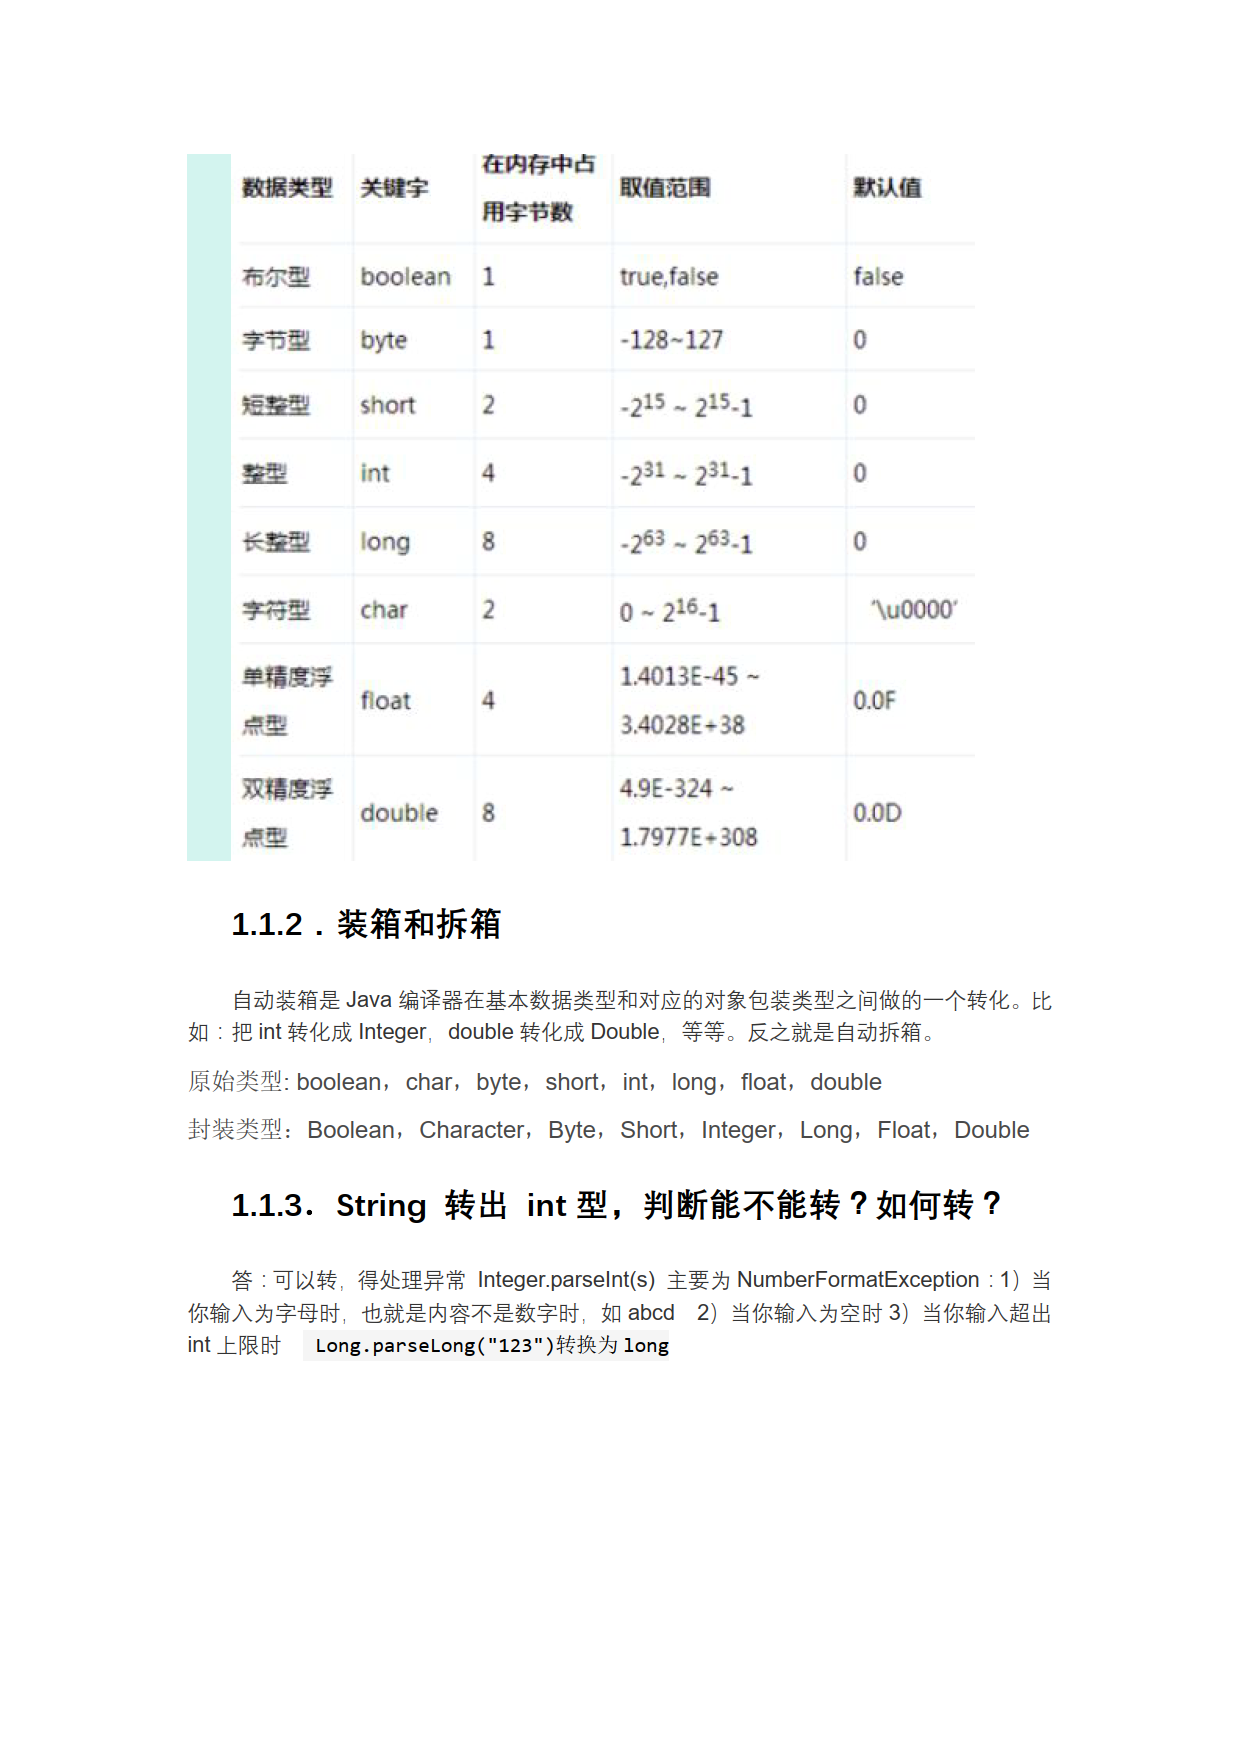 数据类型 关键字 在内存中占用字节数 取值范围 默认值
布尔型 boolean 1 true,false false
字节型 byte 1 -128~127 0
短整型 short 2 -2^15 ~ 2^15-1 0
整型 int 4 -2^31 ~ 2^31-1 0
长整型 long 8 -2^63 ~ 2^63-1 0
字符型 char 2 0 ~ 2^16-1 '\u0000'
单精度浮点型 float 4 1.4013E-45 ~ 3.4028E+38 0.0F
双精度浮点型 double 8 4.9E-324 ~ 1.7977E+308 0.0D
1.1.2．装箱和拆箱
自动装箱是 Java 编译器在基本数据类型和对应的对象包装类型之间做的一个转化。比
如：把 int 转化成 Integer，double 转化成 Double，等等。反之就是自动拆箱。
原始类型: boolean，char，byte，short，int，long，float，double
封装类型：Boolean，Character，Byte，Short，Integer，Long，Float，Double
1.1.3．String 转出 int 型，判断能不能转？如何转？
答：可以转，得处理异常 Integer.parseInt(s) 主要为 NumberFormatException：1）当
你输入为字母时，也就是内容不是数字时，如 abcd 2）当你输入为空时 3）当你输入超出
int 上限时 Long.parseLong("123")转换为 long